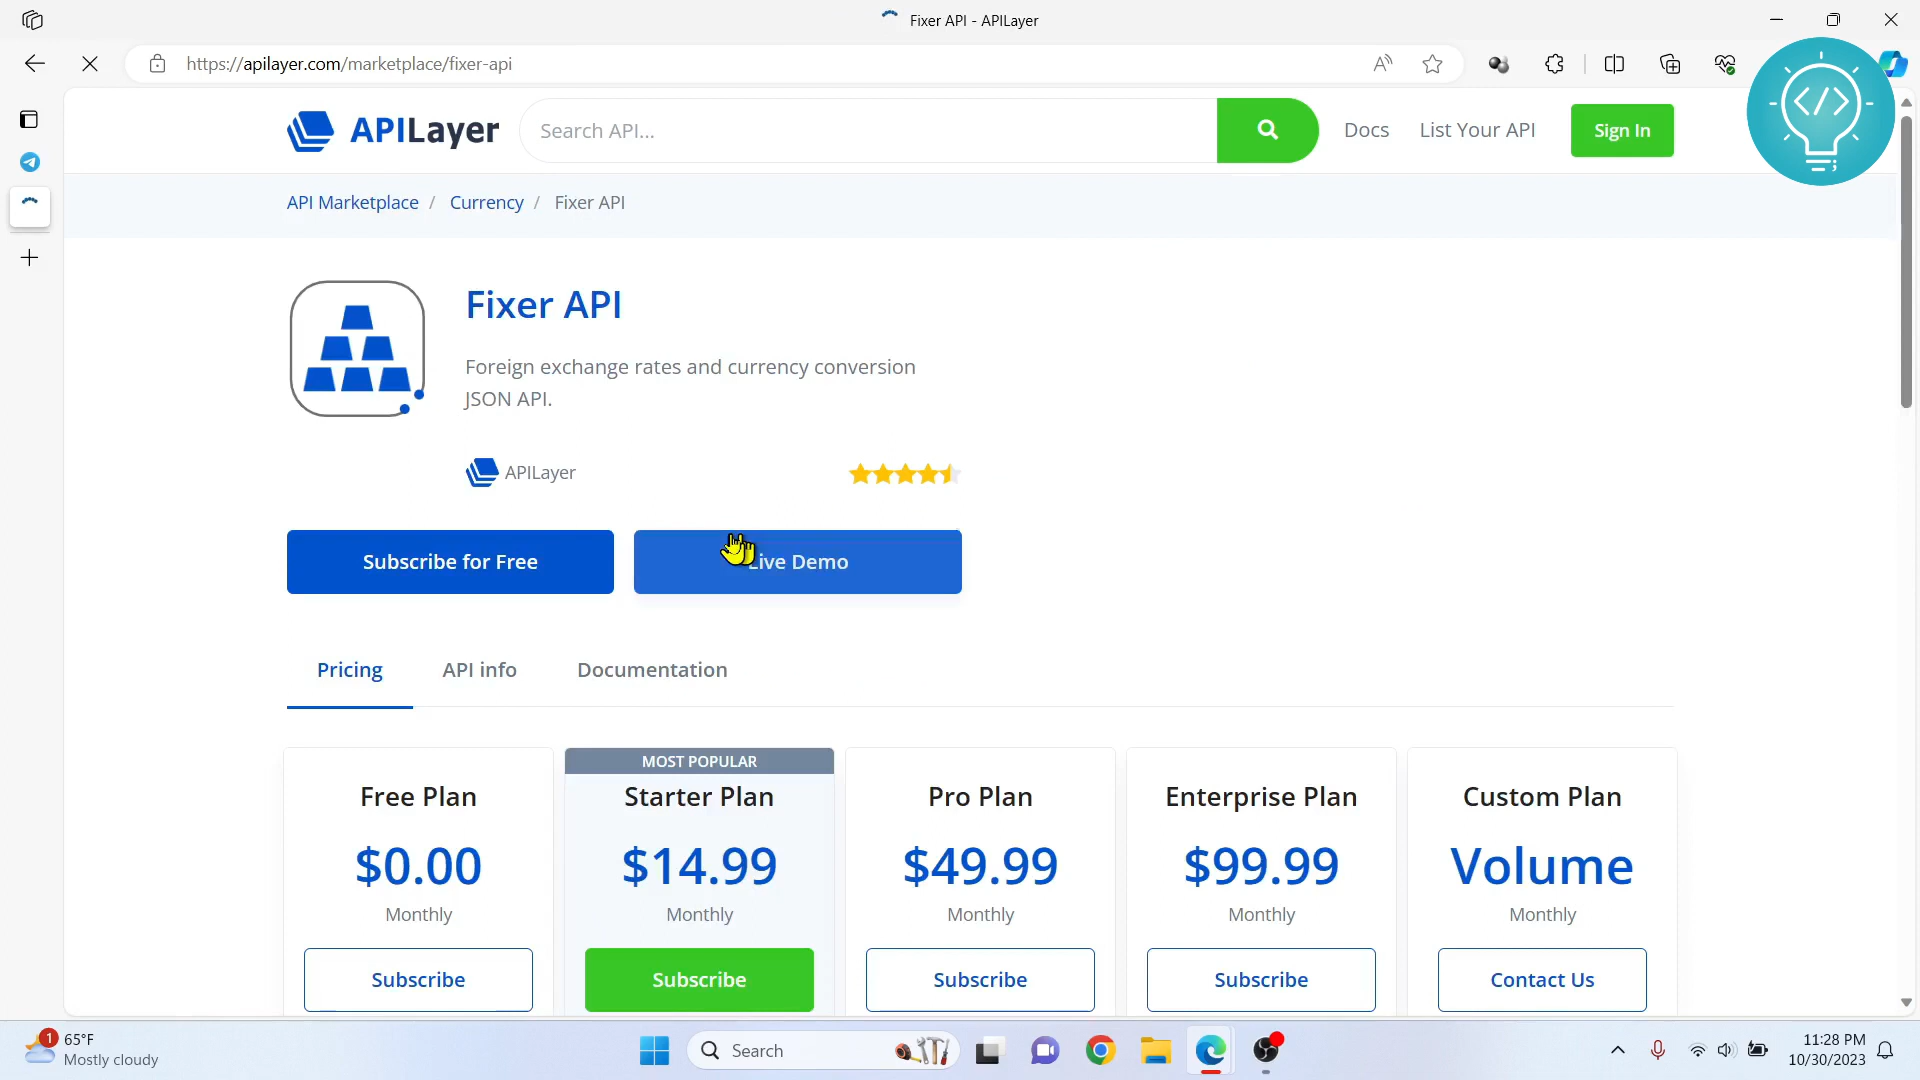 Fixer API - APILayer
https://apilayer.com/marketplace/fixer-api
APILayer
Search API...
Docs
List Your API
Sign In
</>
API Marketplace / Currency / Fixer API
Fixer API
Foreign exchange rates and currency conversion
JSON API.
APILayer
Subscribe for Free
Live Demo
Pricing
API info
Documentation
MOST POPULAR
Free Plan
Starter Plan
Pro Plan
Enterprise Plan
Custom Plan
$0.00
$14.99
$49.99
$99.99
Volume
Monthly
Monthly
Monthly
Monthly
Monthly
Subscribe
Subscribe
Subscribe
Subscribe
Contact Us
1
65°F
Mostly cloudy
Search
11:28 PM
10/30/2023